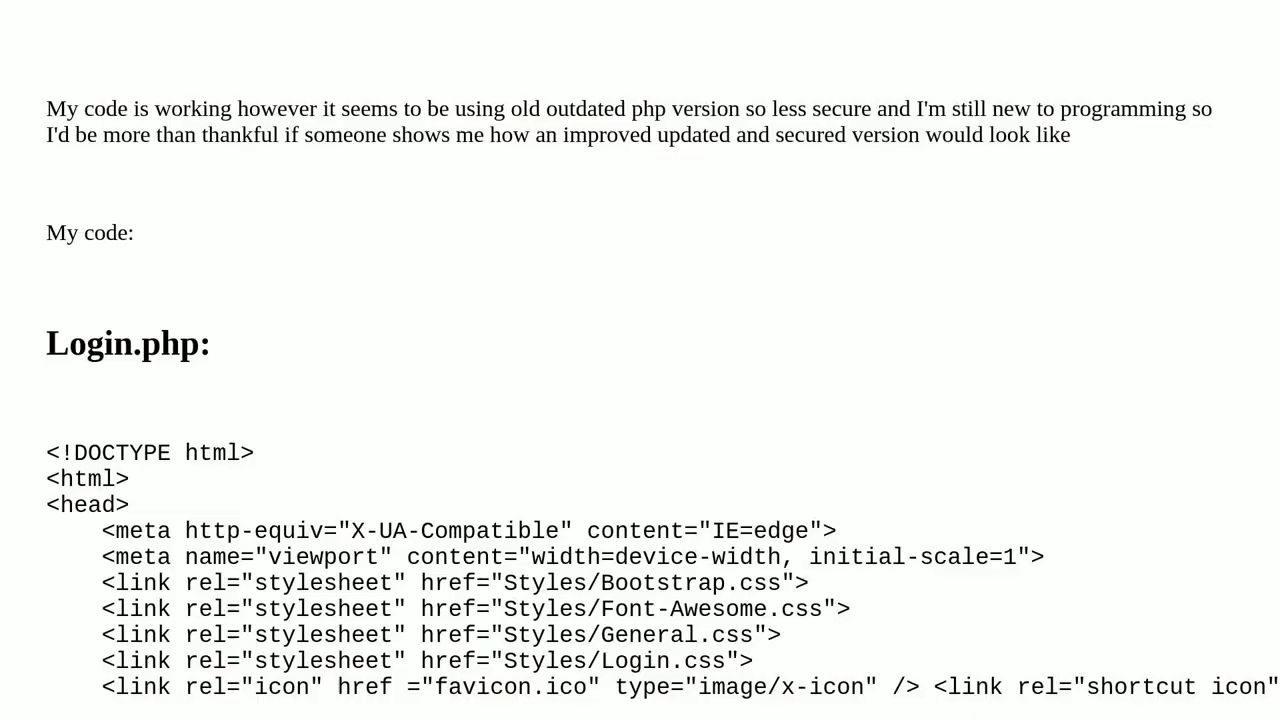 My code is working however it seems to be using old outdated php version so less secure and I'm still new to programming so
I'd be more than thankful if someone shows me how an improved updated and secured version would look like
My code:
Login.php:
<!DOCTYPE html>
<html>
<head>
    <meta http-equiv="X-UA-Compatible" content="IE=edge">
    <meta name="viewport" content="width=device-width, initial-scale=1">
    <link rel="stylesheet" href="Styles/Bootstrap.css">
    <link rel="stylesheet" href="Styles/Font-Awesome.css">
    <link rel="stylesheet" href="Styles/General.css">
    <link rel="stylesheet" href="Styles/Login.css">
    <link rel="icon" href ="favicon.ico" type="image/x-icon" /> <link rel="shortcut icon"